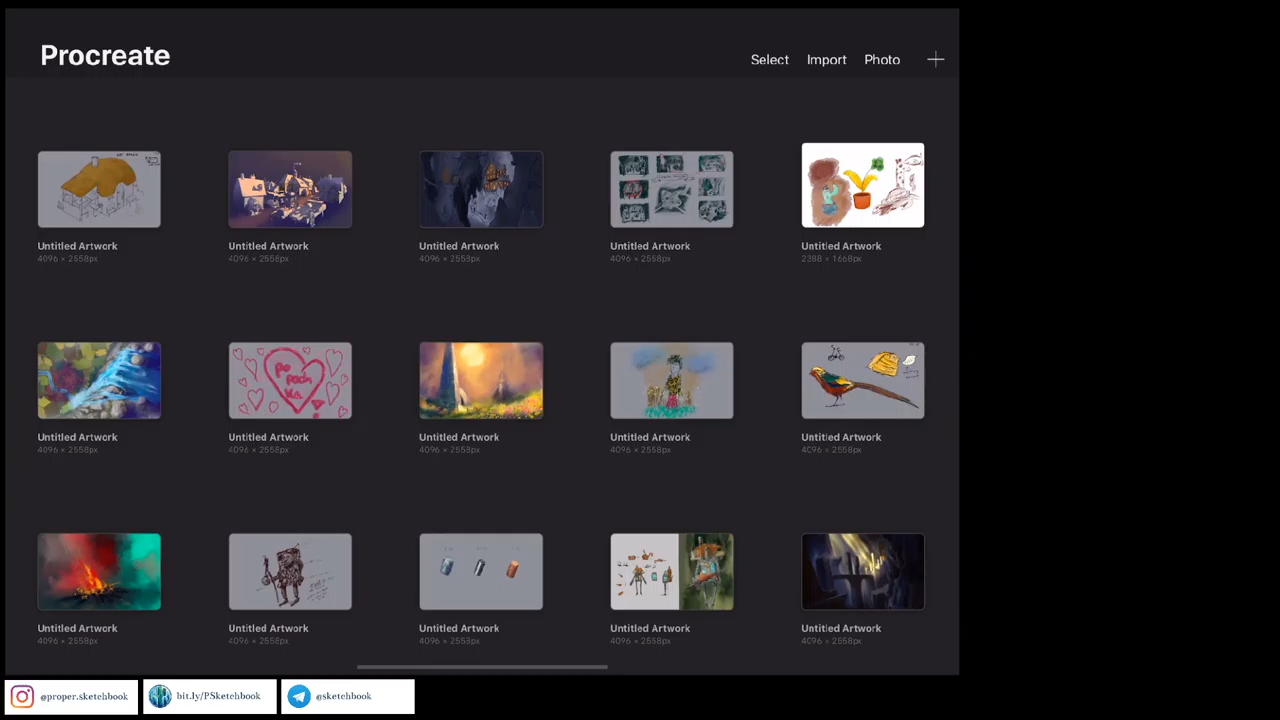 Procreate
Select Import Photo
Untitled Artwork
4096 × 2558px
Untitled Artwork
4096 × 2558px
Untitled Artwork
4096 × 2558px
Untitled Artwork
4096 × 2558px
Untitled Artwork
2388 × 1668px
Untitled Artwork
4096 × 2558px
Untitled Artwork
4096 × 2558px
Untitled Artwork
4096 × 2558px
Untitled Artwork
4096 × 2558px
Untitled Artwork
4096 × 2558px
Untitled Artwork
4096 × 2558px
Untitled Artwork
4096 × 2558px
Untitled Artwork
4096 × 2558px
Untitled Artwork
4096 × 2558px
Untitled Artwork
4096 × 2558px
@proper.sketchbook
bit.ly/PSketchbook
@sketchbook